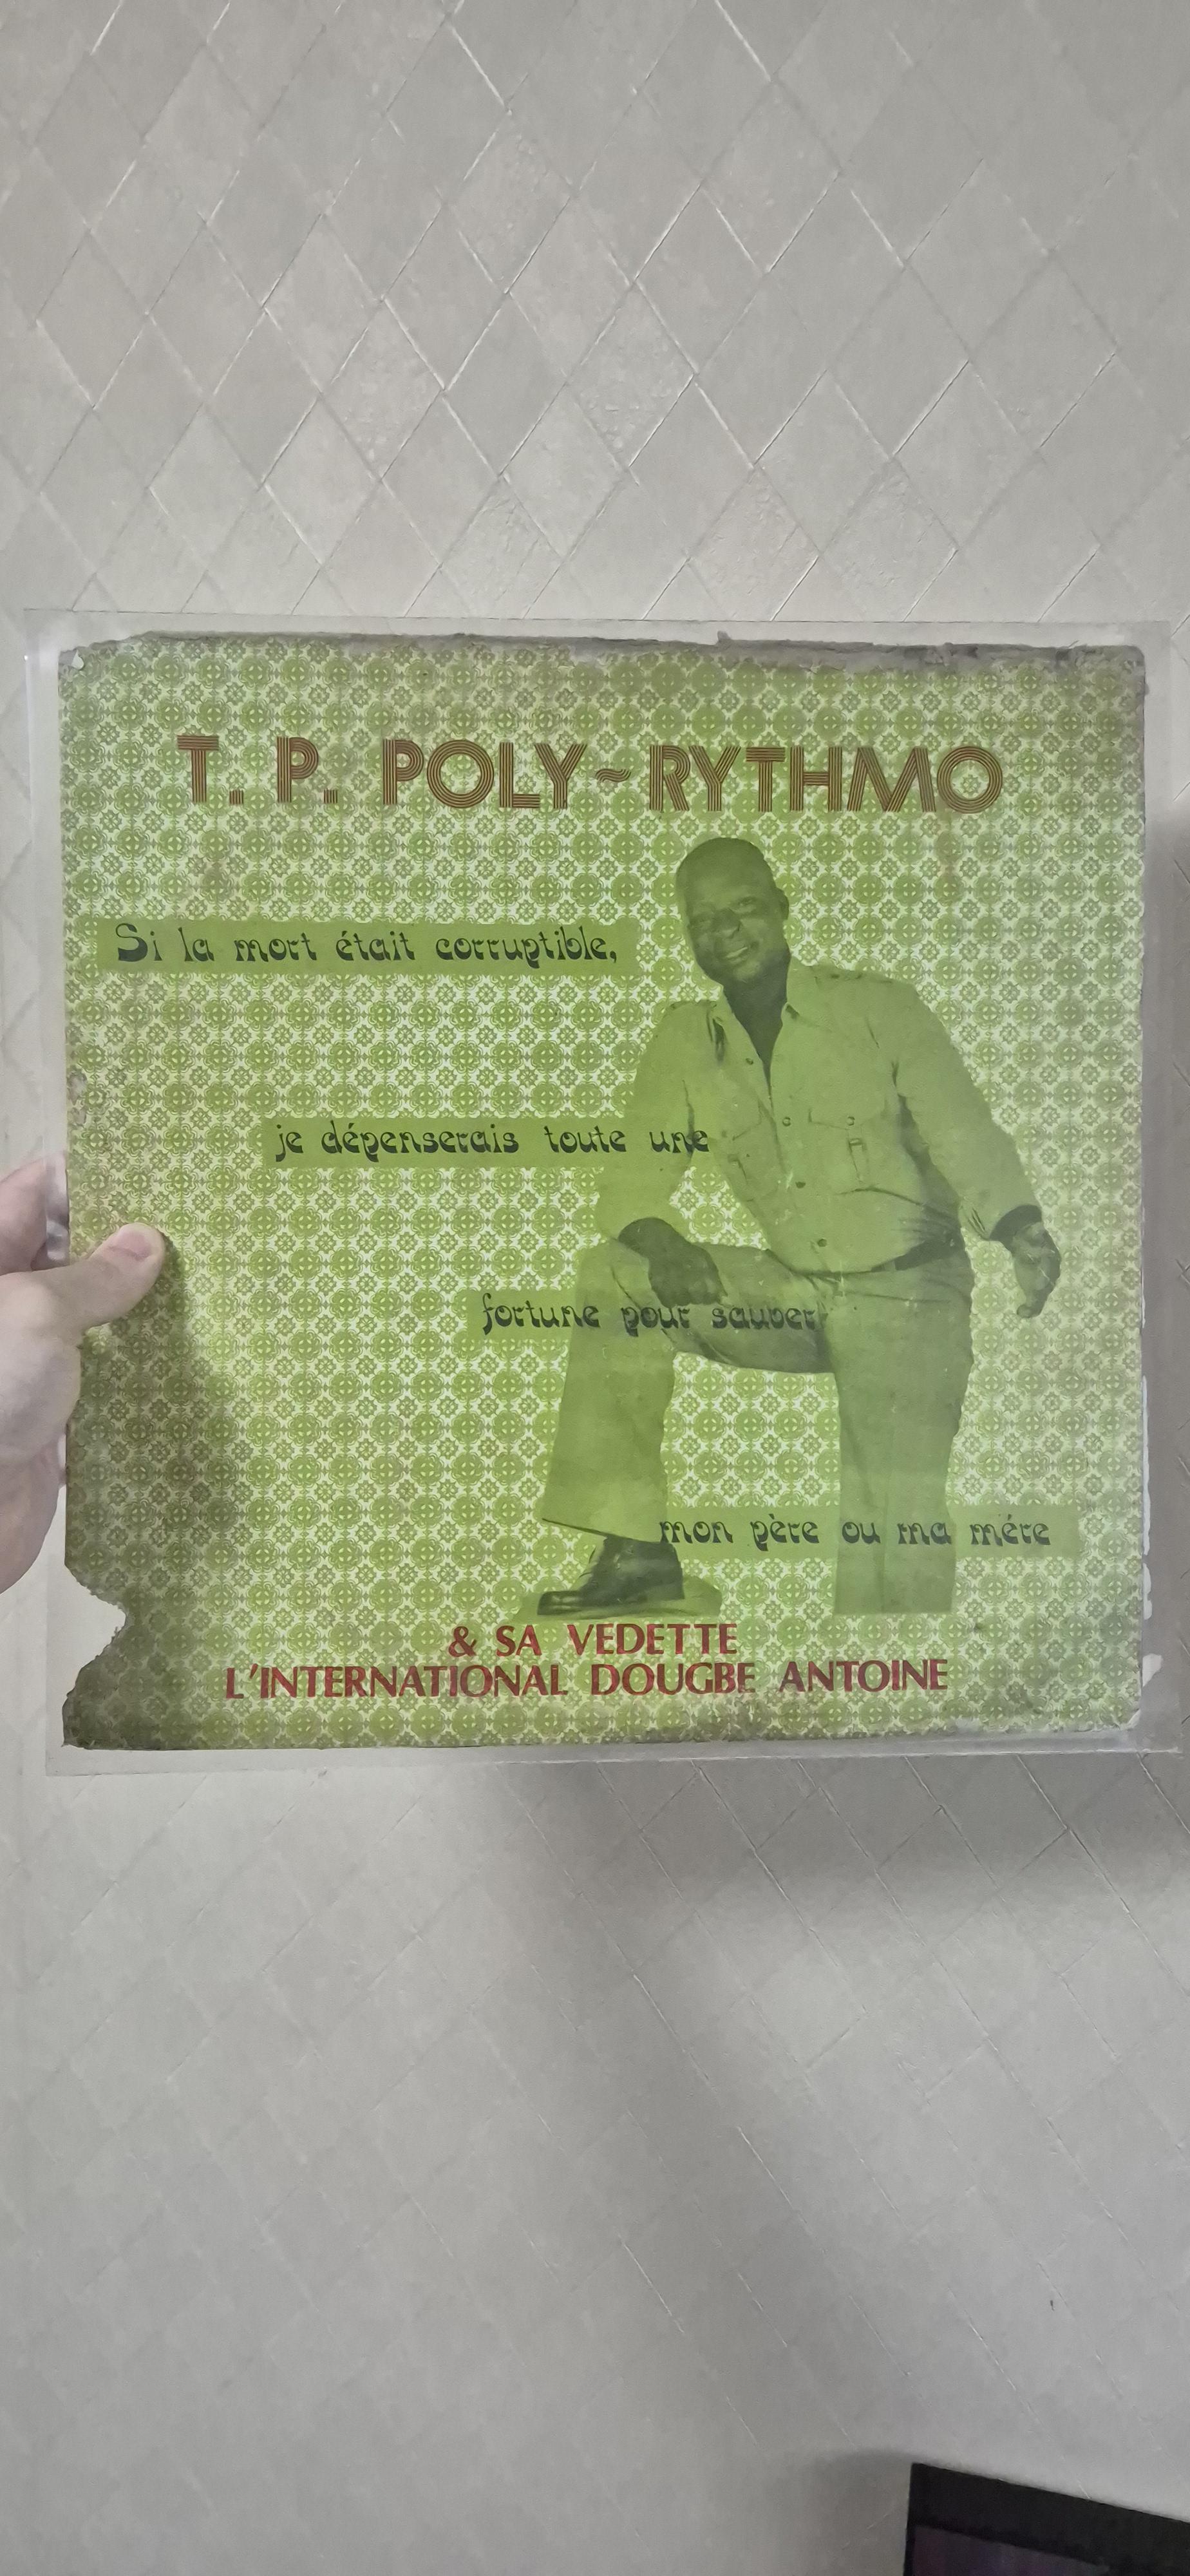 T. P. POLY~RYTHMO
Si la mort était corruptible,
je dépenserais toute une
fortune pour sauver
mon père ou ma mére
& SA VEDETTE
L'INTERNATIONAL DOUGBE ANTOINE